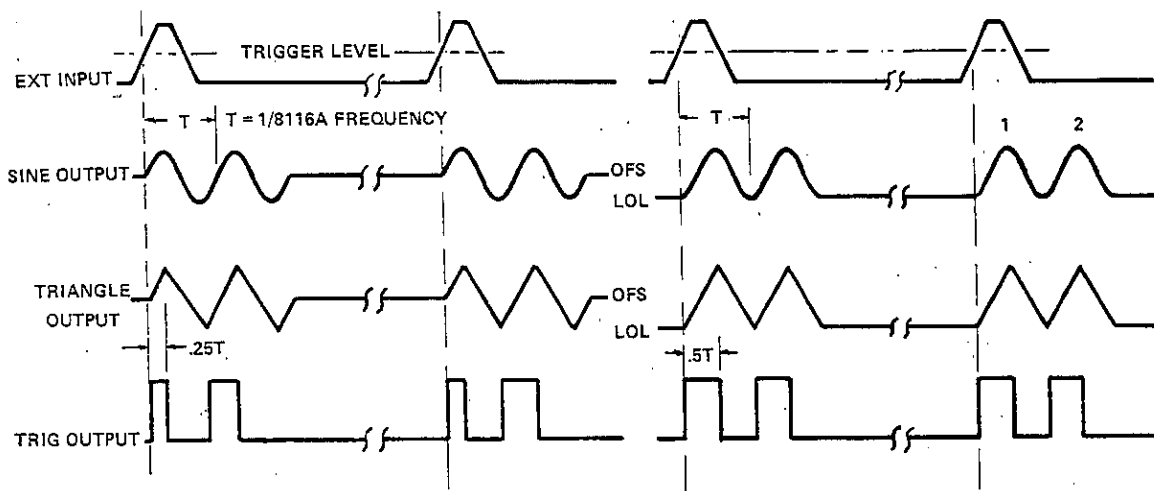 TRIGGER LEVEL
EXT INPUT
T T = 1/8116A FREQUENCY T
1 2
SINE OUTPUT OFS
LOL
TRIANGLE
OUTPUT
OFS
LOL
.25T .5T
TRIG OUTPUT